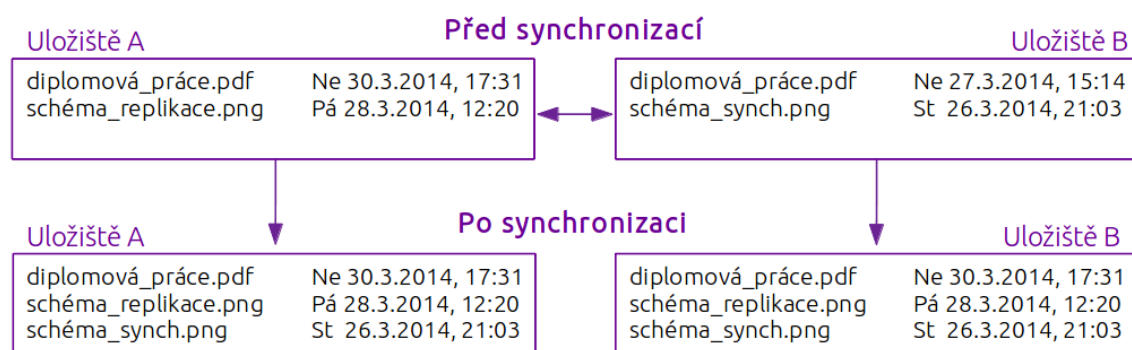 Před synchronizací
Uložiště A
Uložiště B
diplomová_práce.pdf Ne 30.3.2014, 17:31
schéma_replikace.png Pá 28.3.2014, 12:20
diplomová_práce.pdf Ne 27.3.2014, 15:14
schéma_synch.png St 26.3.2014, 21:03
Po synchronizaci
Uložiště A
Uložiště B
diplomová_práce.pdf Ne 30.3.2014, 17:31
schéma_replikace.png Pá 28.3.2014, 12:20
schéma_synch.png St 26.3.2014, 21:03
diplomová_práce.pdf Ne 30.3.2014, 17:31
schéma_replikace.png Pá 28.3.2014, 12:20
schéma_synch.png St 26.3.2014, 21:03